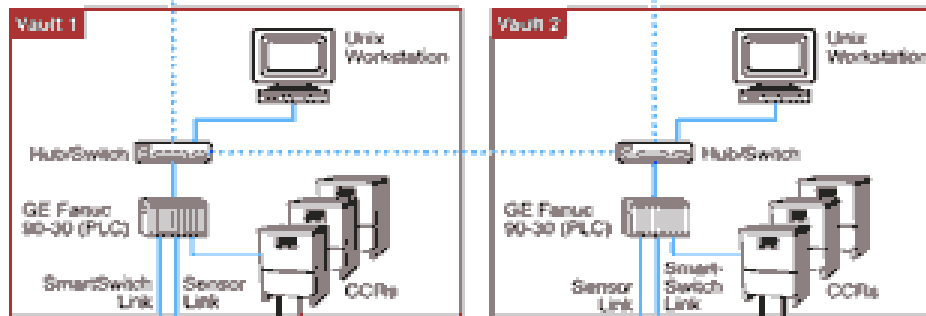 Vault 1
Unix
Workstation
Hub/Switch
GE Fanuc
90-30 (PLC)
SmartSwitch
Link
Sensor
Link
CCRs
Vault 2
Unix
Workstation
Hub/Switch
GE Fanuc
90-30 (PLC)
Sensor
Link
Smart-
Switch
Link
CCRs